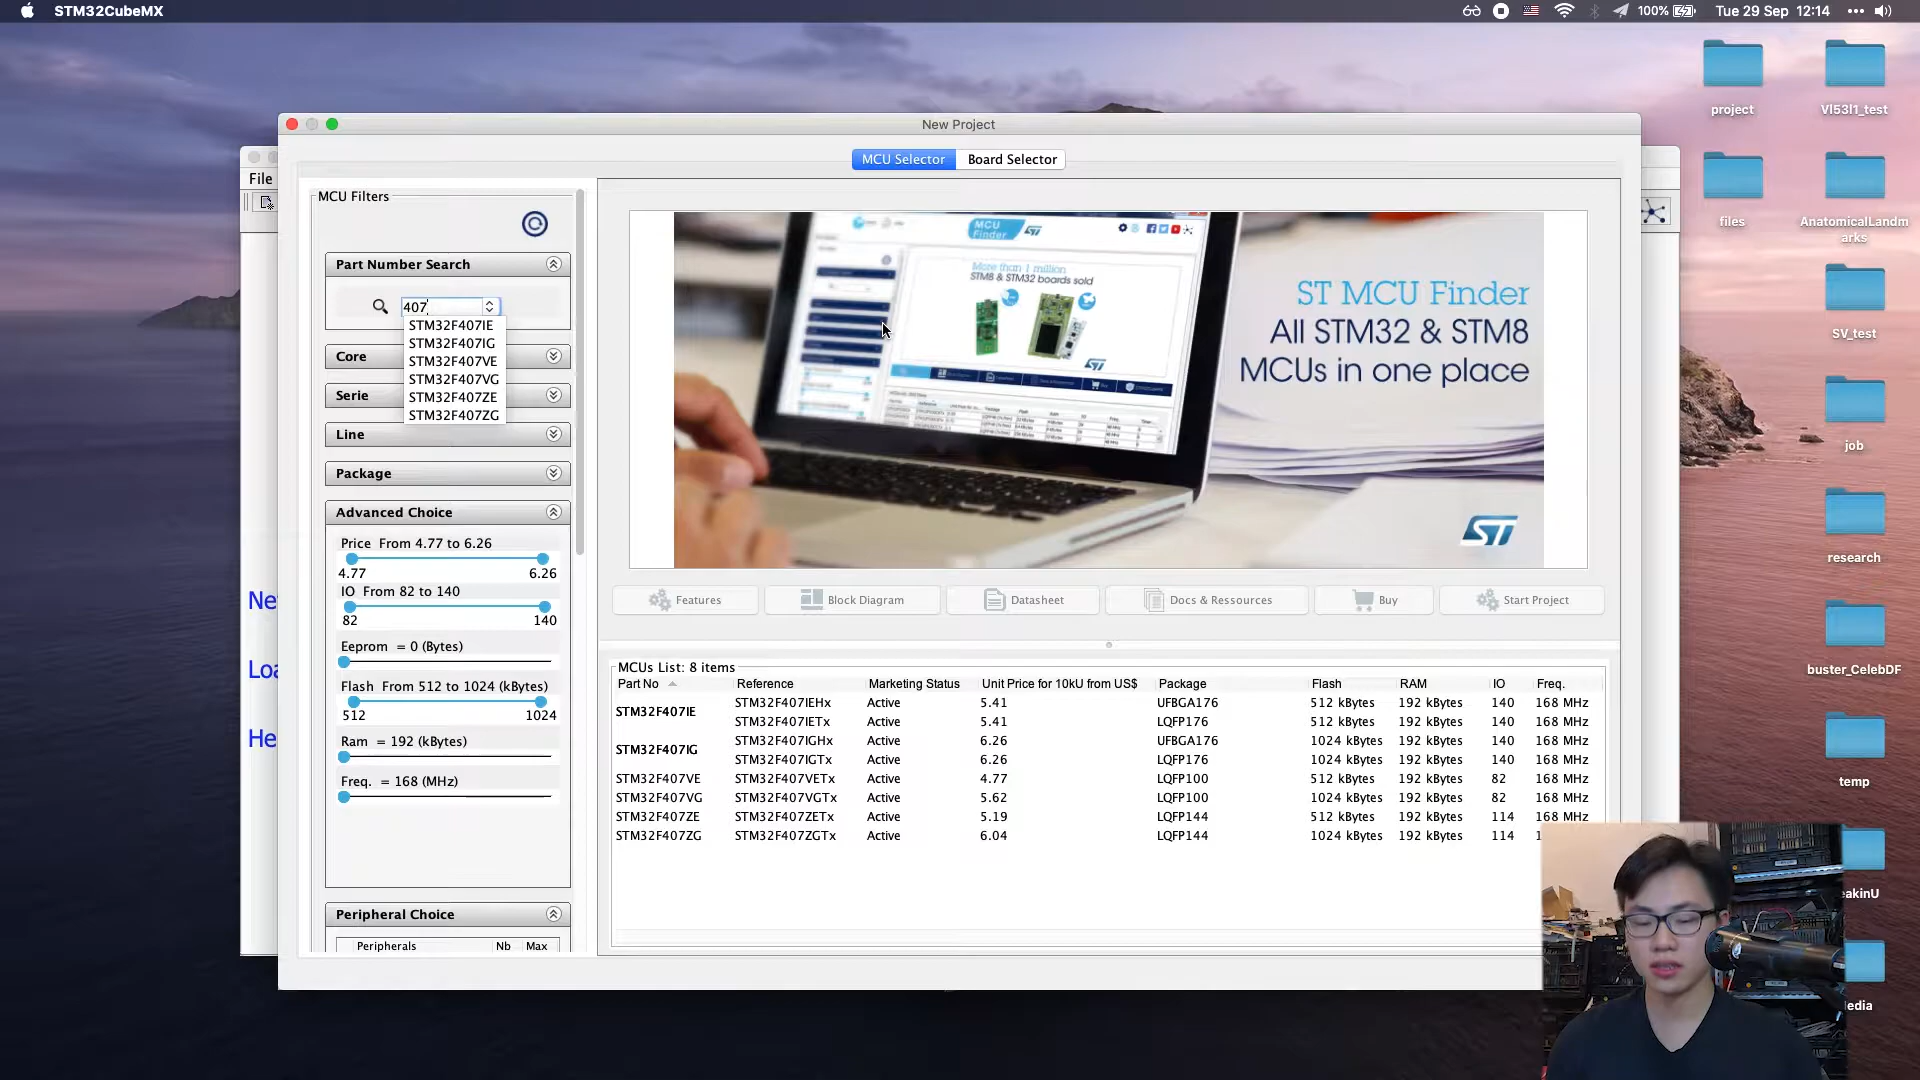 STM32CubeMX
100%
Tue 29 Sep 12:14
New Project
MCU Selector
Board Selector
File
MCU Filters
Part Number Search
407
STM32F407IE
STM32F407IG
STM32F407VE
STM32F407VG
STM32F407ZE
STM32F407ZG
Core
Serie
Line
Package
Advanced Choice
Price From 4.77 to 6.26
4.77 6.26
IO From 82 to 140
82 140
Eeprom = 0 (Bytes)
Flash From 512 to 1024 (kBytes)
512 1024
Ram = 192 (kBytes)
Freq. = 168 (MHz)
Peripheral Choice
Peripherals Nb Max
Ne
Loa
He
MCU
Finder
More than 1 million
STM8 & STM32 boards sold
ST MCU Finder
All STM32 & STM8
MCUs in one place
ST
Features
Block Diagram
Datasheet
Docs & Ressources
Buy
Start Project
MCUs List: 8 items
Part No Reference Marketing Status Unit Price for 10kU from US$ Package Flash RAM IO Freq.
STM32F407IE STM32F407IEHx Active 5.41 UFBGA176 512 kBytes 192 kBytes 140 168 MHz
STM32F407IETx Active 5.41 LQFP176 512 kBytes 192 kBytes 140 168 MHz
STM32F407IG STM32F407IGHx Active 6.26 UFBGA176 1024 kBytes 192 kBytes 140 168 MHz
STM32F407IGTx Active 6.26 LQFP176 1024 kBytes 192 kBytes 140 168 MHz
STM32F407VE STM32F407VETx Active 4.77 LQFP100 512 kBytes 192 kBytes 82 168 MHz
STM32F407VG STM32F407VGTx Active 5.62 LQFP100 1024 kBytes 192 kBytes 82 168 MHz
STM32F407ZE STM32F407ZETx Active 5.19 LQFP144 512 kBytes 192 kBytes 114 168 MHz
STM32F407ZG STM32F407ZGTx Active 6.04 LQFP144 1024 kBytes 192 kBytes 114
project
Vl53l1_test
files
AnatomicalLandm
arks
SV_test
job
research
buster_CelebDF
temp
eakinU
edia